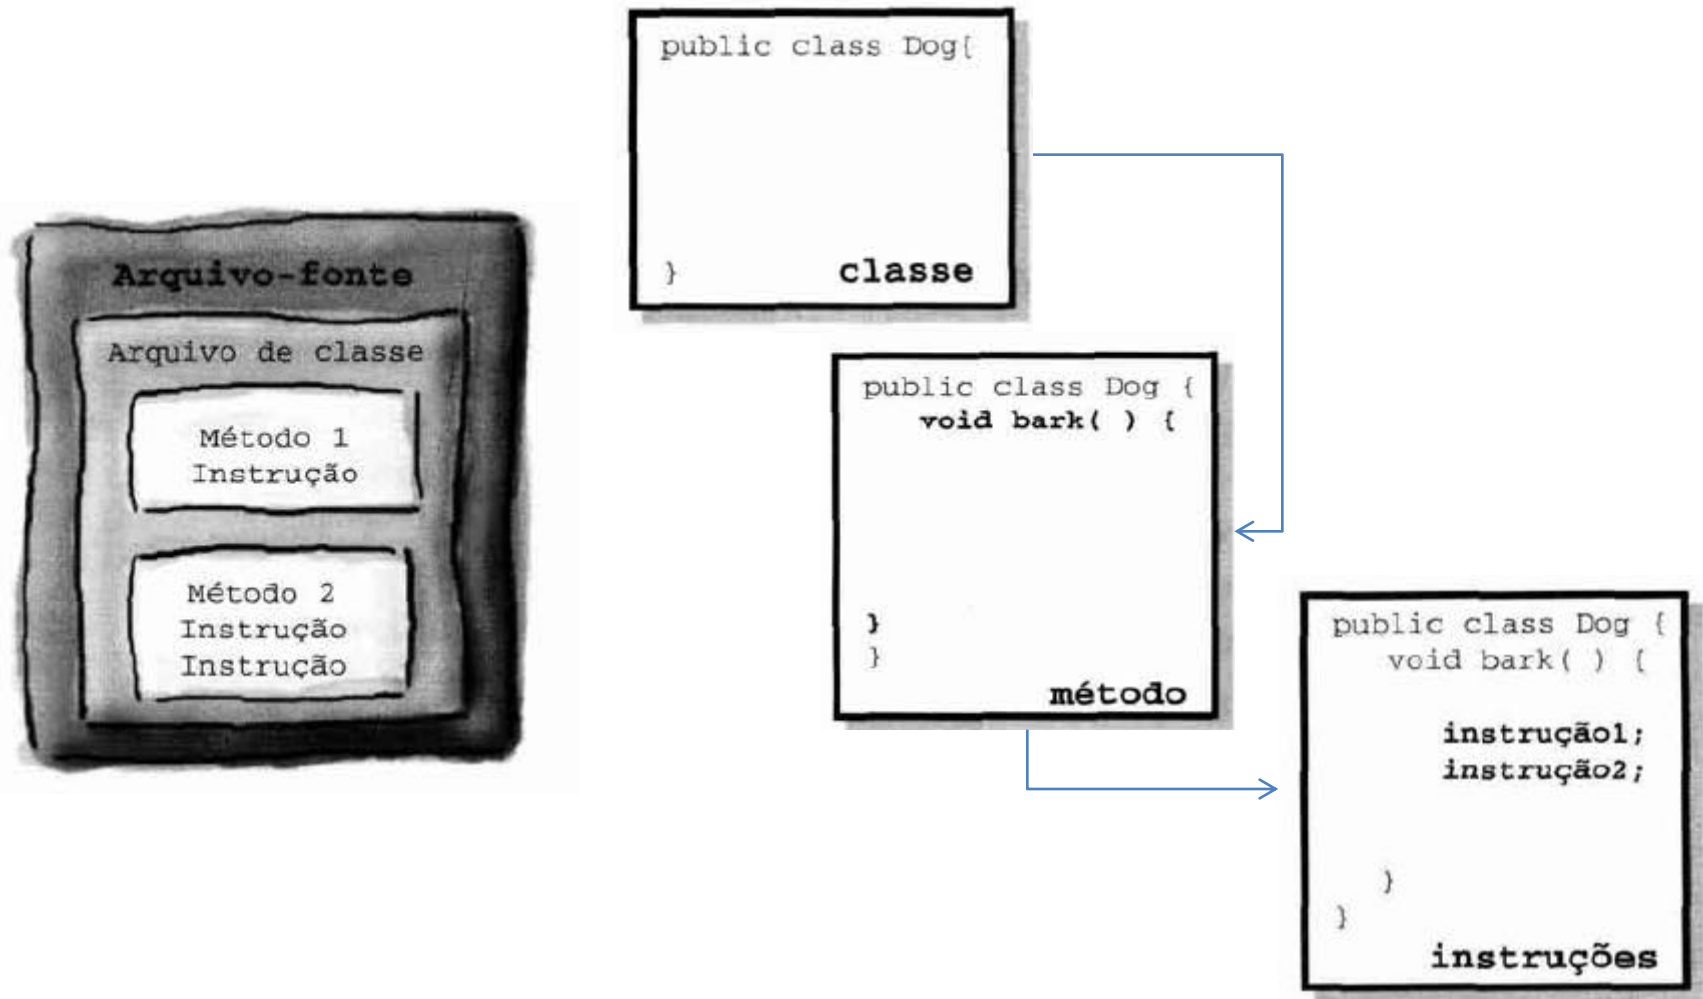 Arquivo-fonte
Arquivo de classe
Método 1
Instrução
Método 2
Instrução
Instrução
public class Dog{
}
classe
public class Dog {
void bark( ) {
}
}
método
public class Dog {
void bark( ) {
instrução1;
instrução2;
}
}
instruções